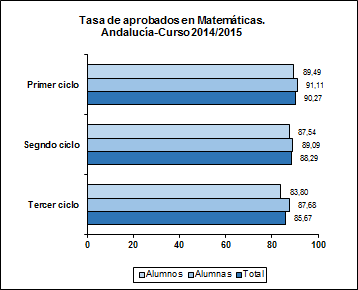 Tasa de aprobados en Matemáticas.
Andalucía-Curso 2014/2015
Primer ciclo
89,49
91,11
90,27
Segndo ciclo
87,54
89,09
88,29
Tercer ciclo
83,80
87,68
85,67
0 20 40 60 80 100
Alumnos Alumnas Total